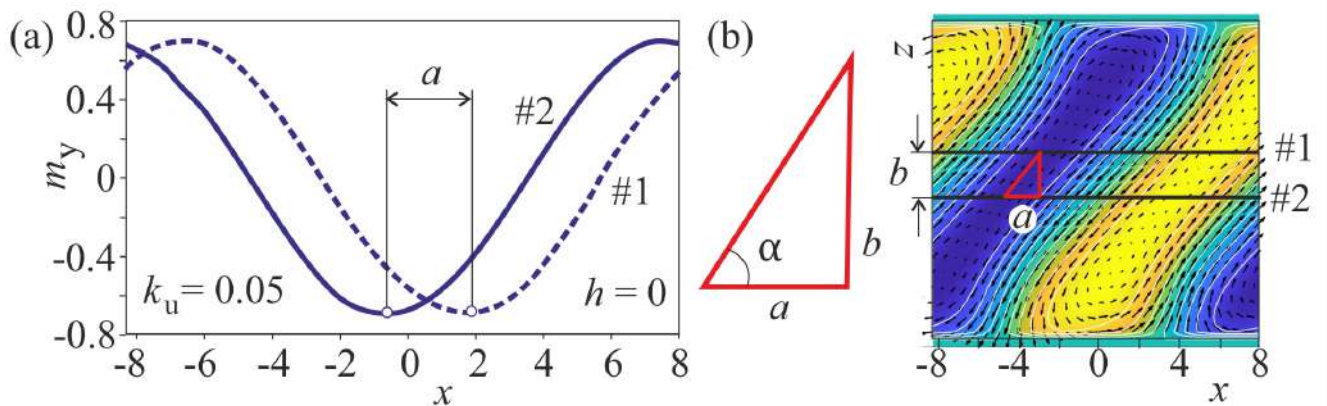 (a)
0.8
0.4
0
-0.4
-0.8
m_y
a
#2
#1
k_u = 0.05
h = 0
-8 -6 -4 -2 0 2 4 6 8
x
(b)
α
b
a
z
b
a
#1
#2
-8 -4 0 4 8
x